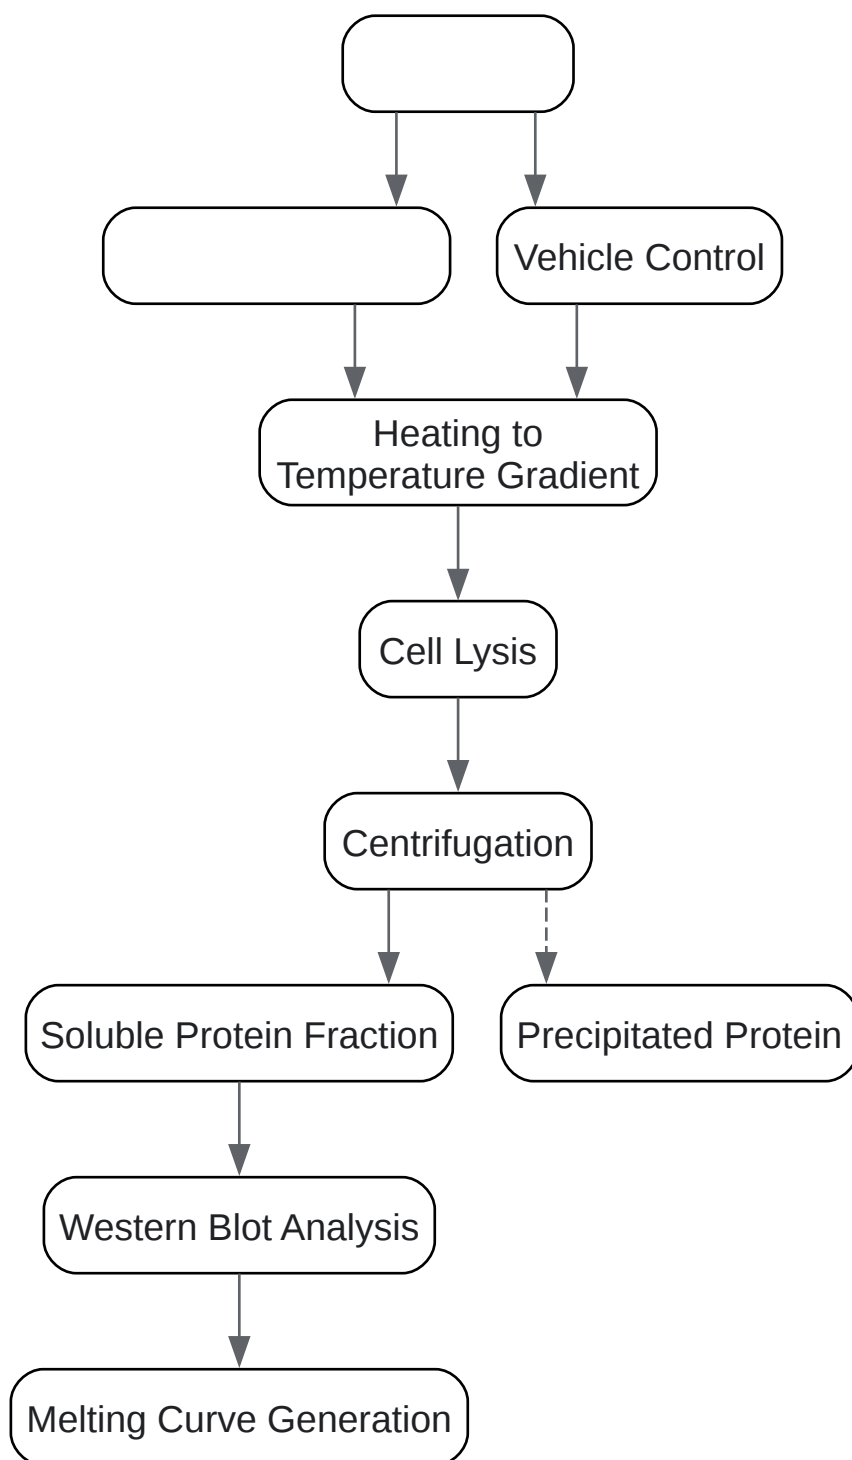 Vehicle Control
Heating to
Temperature Gradient
Cell Lysis
Centrifugation
Soluble Protein Fraction
Precipitated Protein
Western Blot Analysis
Melting Curve Generation